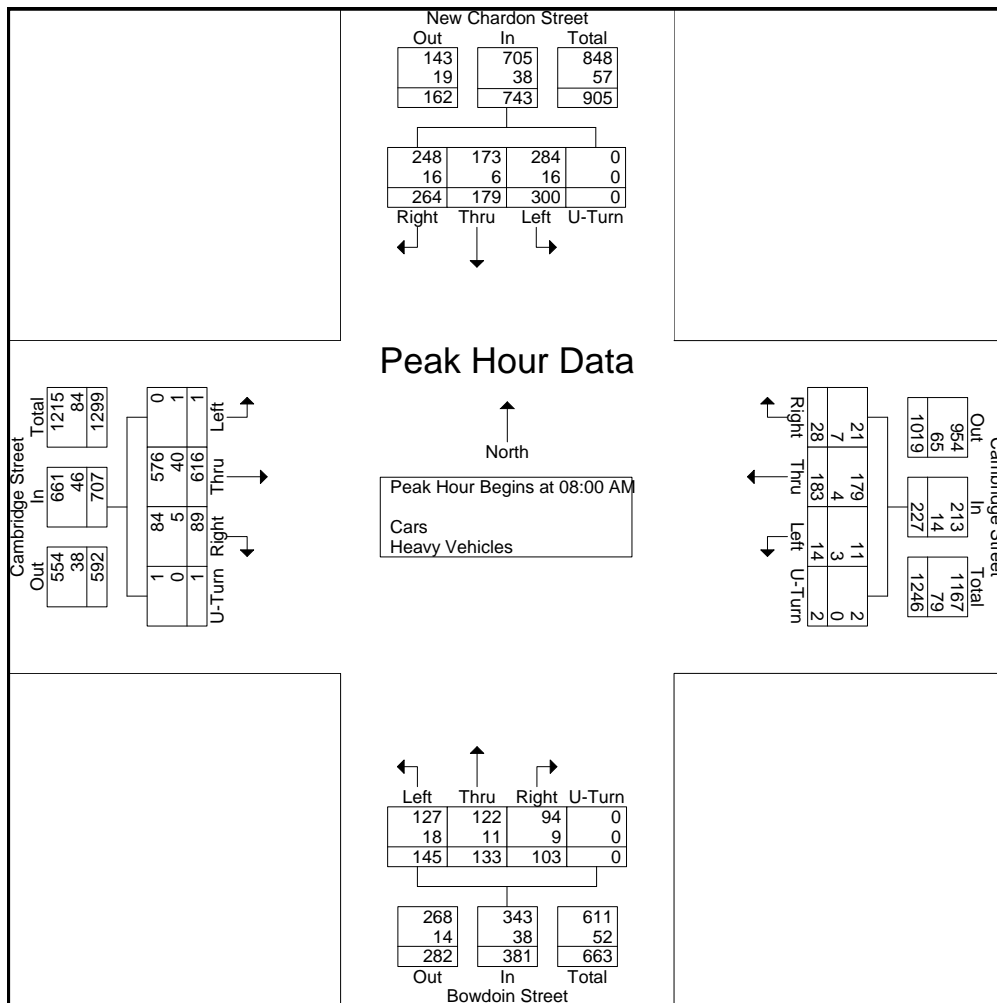 New Chardon Street
Out In Total
143 705 848
19 38 57
162 743 905
248 173 284 0
16 6 16 0
264 179 300 0
Right Thru Left U-Turn
Peak Hour Data
North
Peak Hour Begins at 08:00 AM
Cars
Heavy Vehicles
Cambridge Street
Out In Total
554 661 1215
38 46 84
592 707 1299
1 84 576 0
0 5 40 1
1 89 616 1
U-Turn Right Thru Left
Cambridge Street
Out In Total
954 213 1167
65 14 79
1019 227 1246
21 179 11 2
7 4 3 0
28 183 14 2
Right Thru Left U-Turn
Left Thru Right U-Turn
127 122 94 0
18 11 9 0
145 133 103 0
268 343 611
14 38 52
282 381 663
Out In Total
Bowdoin Street